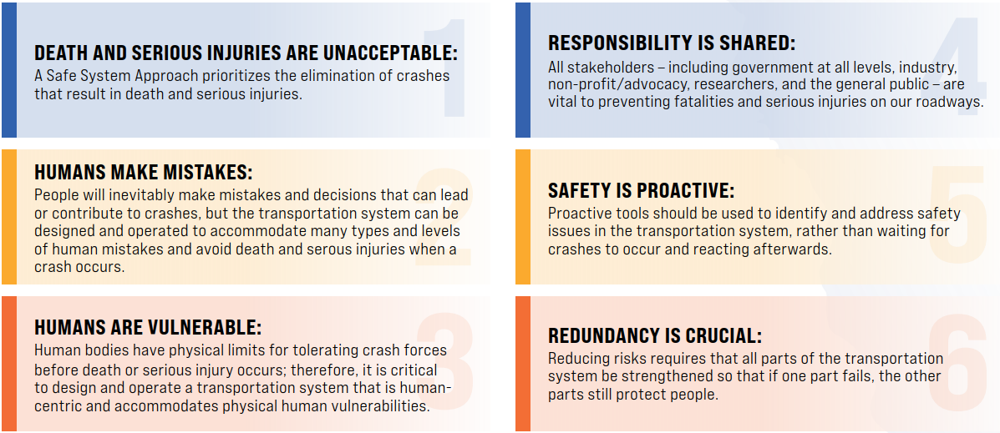 1
DEATH AND SERIOUS INJURIES ARE UNACCEPTABLE:
A Safe System Approach prioritizes the elimination of crashes
that result in death and serious injuries.
2
HUMANS MAKE MISTAKES:
People will inevitably make mistakes and decisions that can lead
or contribute to crashes, but the transportation system can be
designed and operated to accommodate many types and levels
of human mistakes and avoid death and serous injuries when a
crash occurs.
3
HUMANS ARE VULNERABLE:
Human bodies have physical limits for tolerating crash forces
before death or serious injury occurs; therefore, it is critical
to design and operate a transportation system that is human-
centric and accommodates physical human vulnerabilities.
4
RESPONSIBILITY IS SHARED:
All stakeholders – including government at all levels, industry,
non-profit/advocacy, researchers, and the general public – are
vital to preventing fatalities and serious injuries on our roadways.
5
SAFETY IS PROACTIVE:
Proactive tools should be used to identify and address safety
issues in the transportation system, rather than waiting for
crashes to occur and reacting afterwards.
6
REDUNDANCY IS CRUCIAL:
Reducing risks requires that all parts of the transportation
system be strengthened so that if one part fails, the other
parts still protect people.